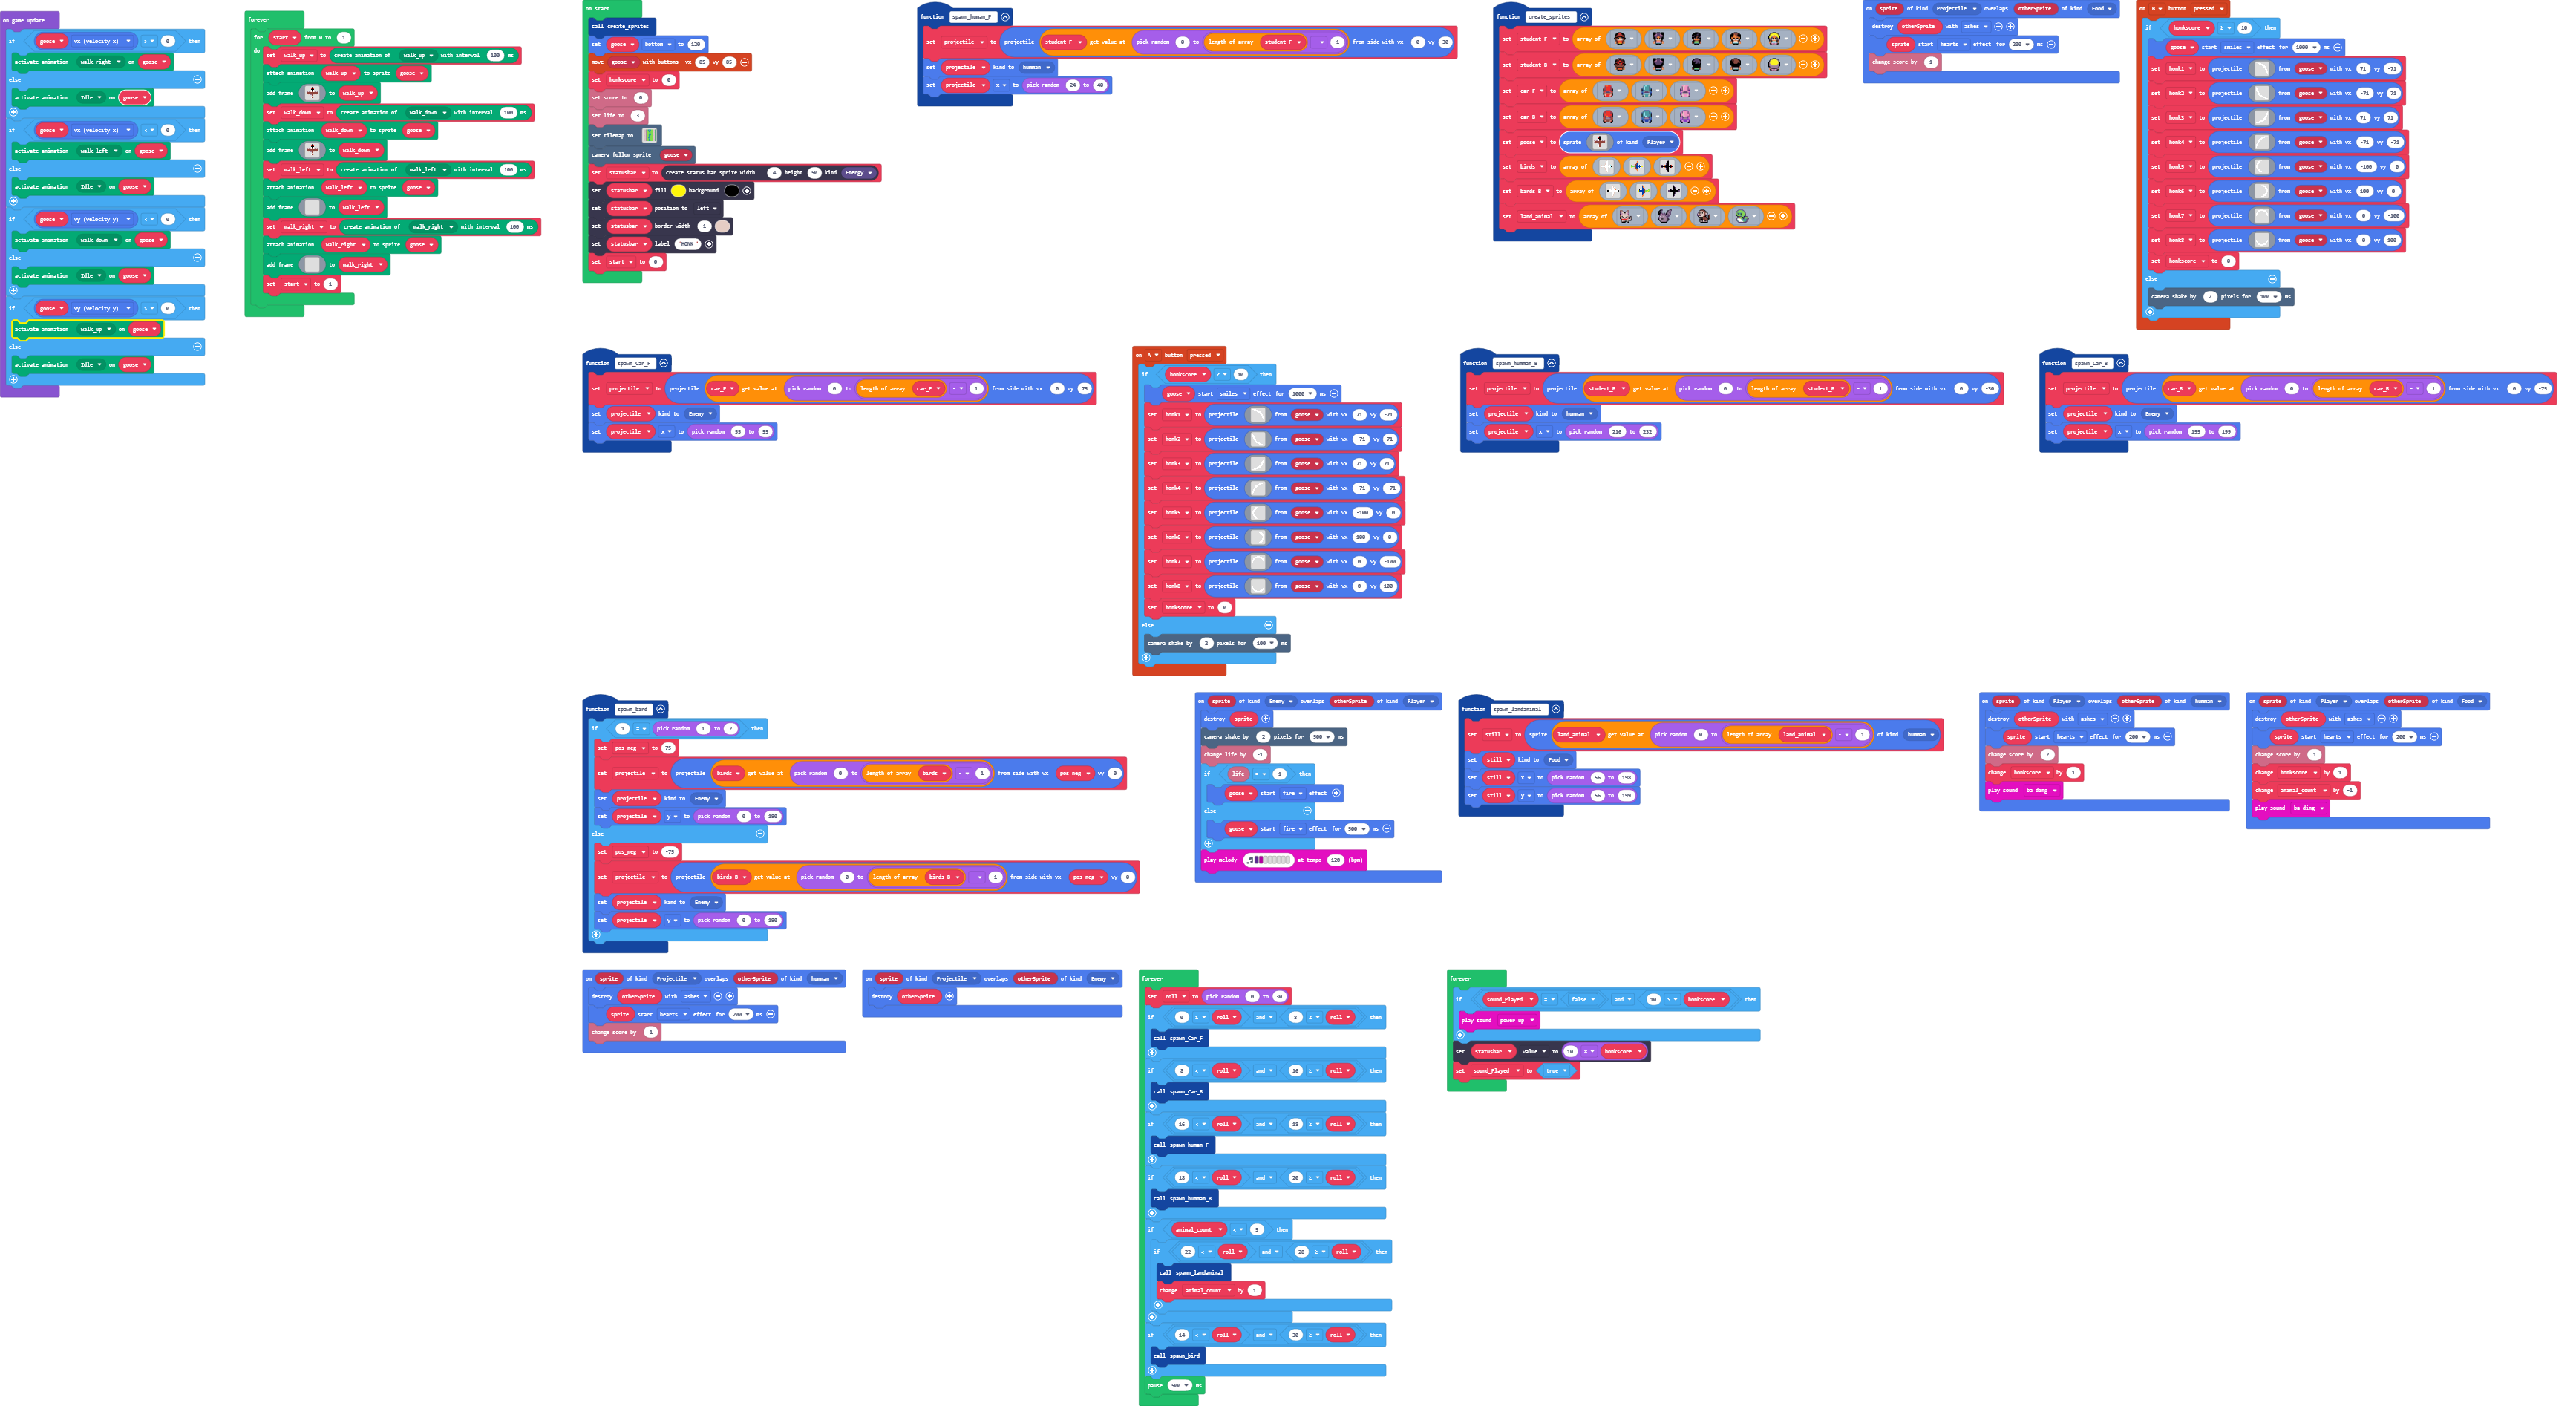 on game update
if goose vx (velocity x) > 0 then
activate animation walk_right on goose
else
activate animation Idle on goose
if goose vx (velocity x) < 0 then
activate animation walk_left on goose
else
activate animation Idle on goose
if goose vy (velocity y) < 0 then
activate animation walk_down on goose
else
activate animation Idle on goose
if goose vy (velocity y) > 0 then
activate animation walk_up on goose
else
activate animation Idle on goose
forever
for start from 0 to 1
do
set walk_up to create animation of walk_up with interval 100 ms
attach animation walk_up to sprite goose
add frame to walk_up
set walk_down to create animation of walk_down with interval 100 ms
attach animation walk_down to sprite goose
add frame to walk_down
set walk_left to create animation of walk_left with interval 100 ms
attach animation walk_left to sprite goose
add frame to walk_left
set walk_right to create animation of walk_right with interval 100 ms
attach animation walk_right to sprite goose
add frame to walk_right
set start to 1
on start
call create_sprites
set goose bottom to 120
move goose with buttons vx 85 vy 85
set honkscore to 0
set score to 0
set life to 3
set tilemap to
camera follow sprite goose
set statusbar to create status bar sprite width 4 height 50 kind Energy
set statusbar fill background
set statusbar position to left
set statusbar border width 1
set statusbar label "HONK"
set start to 0
function spawn_human_F
set projectile to projectile student_F get value at pick random 0 to length of array student_F - 1 from side with vx 0 vy 30
set projectile kind to humman
set projectile x to pick random 24 to 40
function create_sprites
set student_F to array of
set student_B to array of
set car_F to array of
set car_B to array of
set goose to sprite of kind Player
set birds to array of
set birds_B to array of
set land_animal to array of
on sprite of kind Projectile overlaps otherSprite of kind Food
destroy otherSprite with ashes
sprite start hearts effect for 200 ms
change score by 1
on B button pressed
if honkscore ≥ 10 then
goose start smiles effect for 1000 ms
set honk1 to projectile from goose with vx 71 vy -71
set honk2 to projectile from goose with vx -71 vy 71
set honk3 to projectile from goose with vx 71 vy 71
set honk4 to projectile from goose with vx -71 vy -71
set honk5 to projectile from goose with vx -100 vy 0
set honk6 to projectile from goose with vx 100 vy 0
set honk7 to projectile from goose with vx 0 vy -100
set honk8 to projectile from goose with vx 0 vy 100
set honkscore to 0
else
camera shake by 2 pixels for 100 ms
function spawn_Car_F
set projectile to projectile car_F get value at pick random 0 to length of array car_F - 1 from side with vx 0 vy 75
set projectile kind to Enemy
set projectile x to pick random 55 to 55
on A button pressed
if honkscore ≥ 10 then
goose start smiles effect for 1000 ms
set honk1 to projectile from goose with vx 71 vy -71
set honk2 to projectile from goose with vx -71 vy 71
set honk3 to projectile from goose with vx 71 vy 71
set honk4 to projectile from goose with vx -71 vy -71
set honk5 to projectile from goose with vx -100 vy 0
set honk6 to projectile from goose with vx 100 vy 0
set honk7 to projectile from goose with vx 0 vy -100
set honk8 to projectile from goose with vx 0 vy 100
set honkscore to 0
else
camera shake by 2 pixels for 100 ms
function spawn_humman_B
set projectile to projectile student_B get value at pick random 0 to length of array student_B - 1 from side with vx 0 vy -30
set projectile kind to humman
set projectile x to pick random 216 to 232
function spawn_Car_B
set projectile to projectile car_B get value at pick random 0 to length of array car_B - 1 from side with vx 0 vy -75
set projectile kind to Enemy
set projectile x to pick random 199 to 199
function spawn_bird
if 1 = pick random 1 to 2 then
set pos_neg to 75
set projectile to projectile birds get value at pick random 0 to length of array birds - 1 from side with vx pos_neg vy 0
set projectile kind to Enemy
set projectile y to pick random 0 to 190
else
set pos_neg to -75
set projectile to projectile birds_B get value at pick random 0 to length of array birds_B - 1 from side with vx pos_neg vy 0
set projectile kind to Enemy
set projectile y to pick random 0 to 190
on sprite of kind Enemy overlaps otherSprite of kind Player
destroy sprite
camera shake by 2 pixels for 500 ms
change life by -1
if life = 1 then
goose start fire effect
else
goose start fire effect for 500 ms
play melody at tempo 120 (bpm)
function spawn_landanimal
set still to sprite land_animal get value at pick random 0 to length of array land_animal - 1 of kind humman
set still kind to Food
set still x to pick random 56 to 198
set still y to pick random 56 to 199
on sprite of kind Player overlaps otherSprite of kind humman
destroy otherSprite with ashes
sprite start hearts effect for 200 ms
change score by 2
change honkscore by 1
play sound ba ding
on sprite of kind Player overlaps otherSprite of kind Food
destroy otherSprite with ashes
sprite start hearts effect for 200 ms
change score by 1
change honkscore by 1
change animal_count by -1
play sound ba ding
on sprite of kind Projectile overlaps otherSprite of kind humman
destroy otherSprite with ashes
sprite start hearts effect for 200 ms
change score by 1
on sprite of kind Projectile overlaps otherSprite of kind Enemy
destroy otherSprite
forever
set roll to pick random 0 to 30
if 0 ≤ roll and 8 ≥ roll then
call spawn_Car_F
if 8 < roll and 16 ≥ roll then
call spawn_Car_B
if 16 < roll and 18 ≥ roll then
call spawn_human_F
if 18 < roll and 20 ≥ roll then
call spawn_humman_B
if animal_count < 5 then
if 22 < roll and 28 ≥ roll then
call spawn_landanimal
change animal_count by 1
if 14 < roll and 30 ≥ roll then
call spawn_bird
pause 500 ms
forever
if sound_Played = false and 10 ≤ honkscore then
play sound power up
set statusbar value to 10 × honkscore
set sound_Played to true